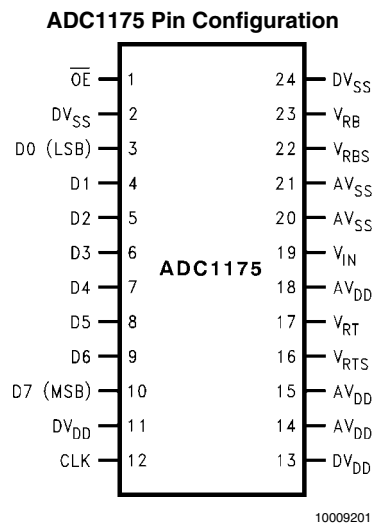 ADC1175 Pin Configuration
O̅E̅ 1 24 DVSS
DVSS 2 23 VRB
D0 (LSB) 3 22 VRBS
D1 4 21 AVSS
D2 5 20 AVSS
D3 6 19 VIN
ADC1175
D4 7 18 AVDD
D5 8 17 VRT
D6 9 16 VRTS
D7 (MSB) 10 15 AVDD
DVDD 11 14 AVDD
CLK 12 13 DVDD
10009201